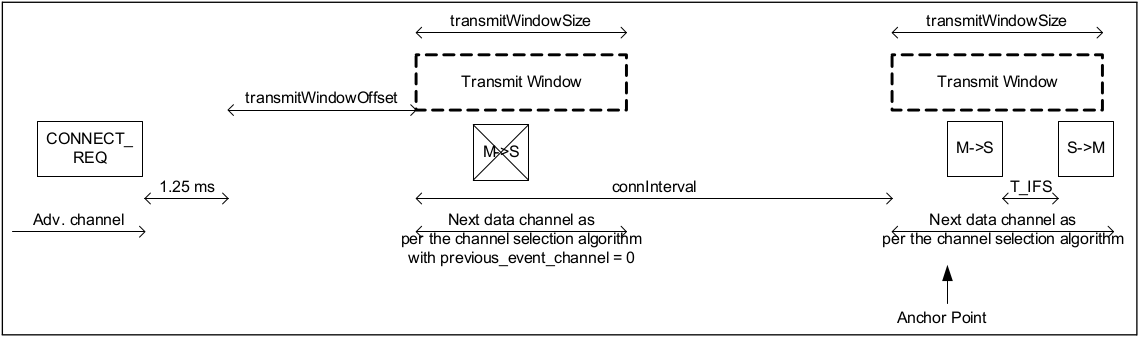 transmitWindowSize
transmitWindowSize
Transmit Window
Transmit Window
transmitWindowOffset
CONNECT_
REQ
M->S
M->S
S->M
1.25 ms
connInterval
T_IFS
Adv. channel
Next data channel as
per the channel selection algorithm
with previous_event_channel = 0
Next data channel as
per the channel selection algorithm
Anchor Point